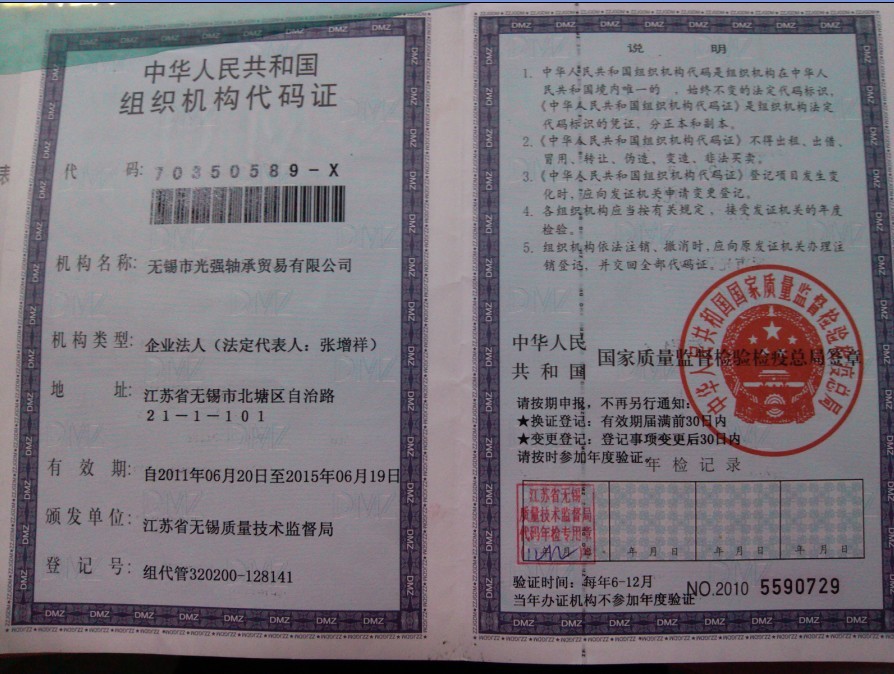 中华人民共和国
组织机构代码证
代 码: 70350589-X
机构名称: 无锡市光强轴承贸易有限公司
机构类型: 企业法人（法定代表人：张增祥）
地 址: 江苏省无锡市北塘区自治路
21-1-101
有 效 期: 自2011年06月20日至2015年06月19日
颁发单位: 江苏省无锡质量技术监督局
登 记 号: 组代管320200-128141
说 明
1. 中华人民共和国组织机构代码是组织机构在中华人
民共和国境内唯一的、始终不变的法定代码标识，
《中华人民共和国组织机构代码证》是组织机构法定
代码标识的凭证，分正本和副本。
2.《中华人民共和国组织机构代码证》不得出租、出借、
冒用、转让、伪造、变造、非法买卖。
3.《中华人民共和国组织机构代码证》登记项目发生变
化时，应向发证机关申请变更登记。
4. 各组织机构应当按有关规定，接受发证机关的年度
检验。
5. 组织机构依法注销、撤消时，应向原发证机关办理注
销登记，并交回全部代码证。
中华人民
共和国 国家质量监督检验检疫总局签章
中华人民共和国国家质量监督检验检疫总局
请按期申报，不再另行通知:
★换证登记：有效期届满前30日内
★变更登记：登记事项变更后30日内
请按时参加年度验证。
年检记录
江苏省无锡
质量技术监督局
代码年检专用章
年 月 日 年 月 日 年 月 日
验证时间：每年6-12月
当年办证机构不参加年度验证
NO.2010 5590729